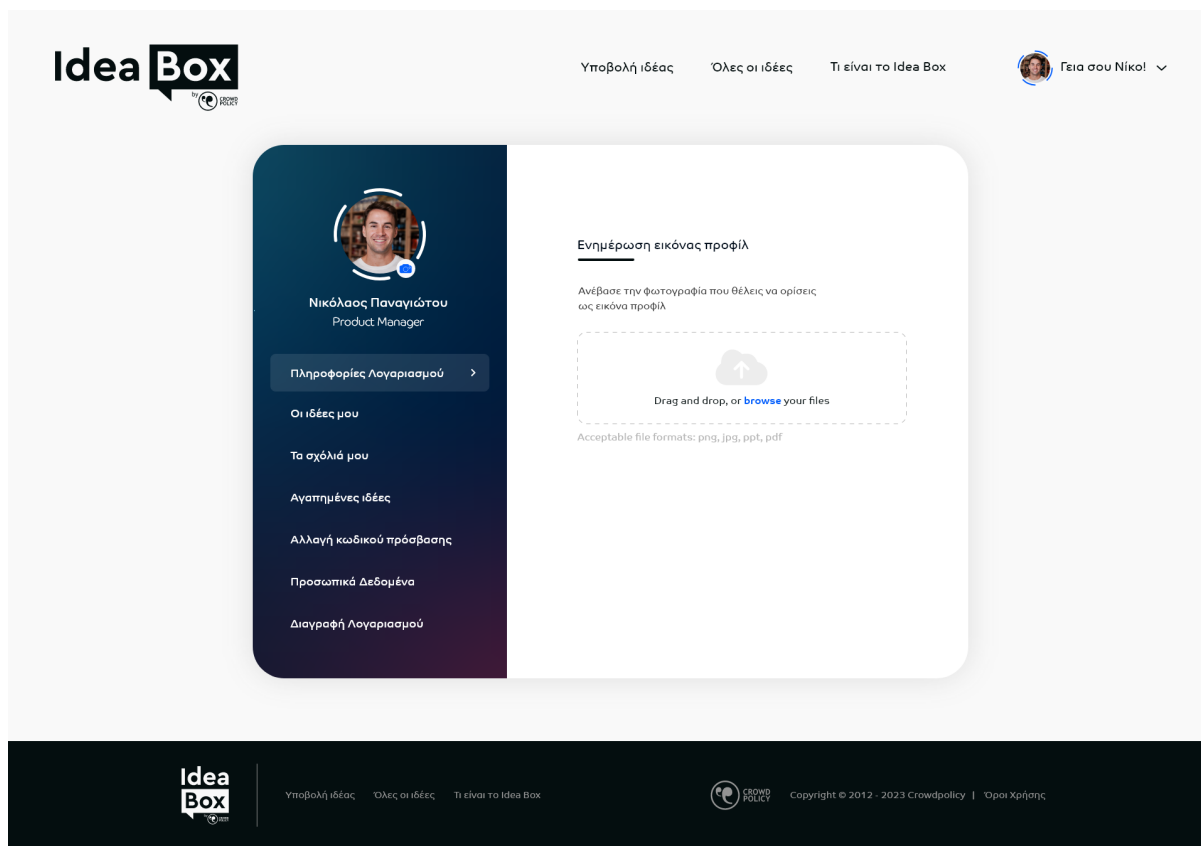 Idea Box
by CROWD POLICY
Υποβολή ιδέας Όλες οι ιδέες Τι είναι το Idea Box Γεια σου Νίκο!
Νικόλαος Παναγιώτου
Product Manager
Πληροφορίες Λογαριασμού
Οι ιδέες μου
Τα σχόλιά μου
Αγαπημένες ιδέες
Αλλαγή κωδικού πρόσβασης
Προσωπικά Δεδομένα
Διαγραφή Λογαριασμού
Ενημέρωση εικόνας προφίλ
Ανέβασε την φωτογραφία που θέλεις να ορίσεις
ως εικόνα προφίλ
Drag and drop, or browse your files
Acceptable file formats: png, jpg, ppt, pdf
Idea
Box
Υποβολή ιδέας Όλες οι ιδέες Τι είναι το Idea Box
CROWD
POLICY
Copyright © 2012 - 2023 Crowdpolicy | Όροι Χρήσης